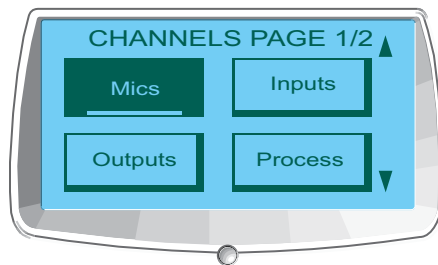 CHANNELS PAGE 1/2
Mics
Inputs
Outputs
Process